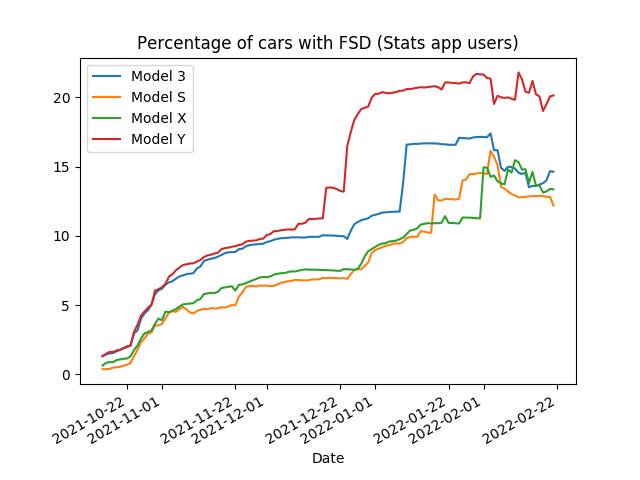 Percentage of cars with FSD (Stats app users)
Model 3
Model S
Model X
Model Y
20
15
10
5
0
2021-10-22
2021-11-01
2021-11-22
2021-12-01
2021-12-22
2022-01-01
2022-01-22
2022-02-01
2022-02-22
Date